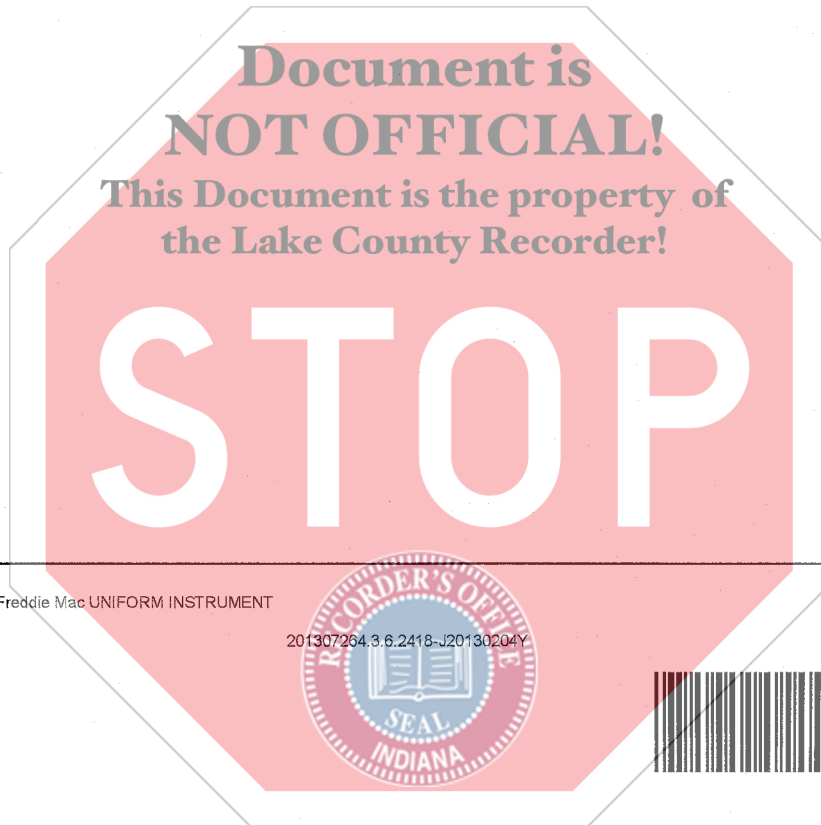 Document is
NOT OFFICIAL!
This Document is the property of
the Lake County Recorder!
STOP
Freddie Mac UNIFORM INSTRUMENT
201307264.3.6.2418-J20130204Y
RECORDER'S OFFICE
SEAL
INDIANA